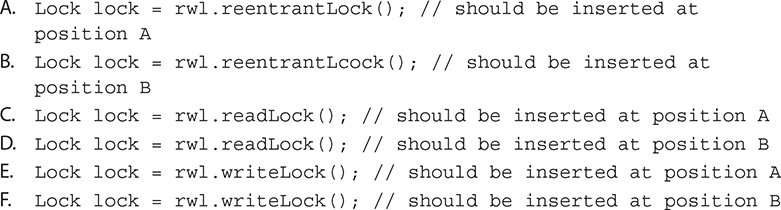 A. Lock lock = rwl.reentrantLock(); // should be inserted at
position A
B. Lock lock = rwl.reentrantLcock(); // should be inserted at
position B
C. Lock lock = rwl.readLock(); // should be inserted at position A
D. Lock lock = rwl.readLock(); // should be inserted at position B
E. Lock lock = rwl.writeLock(); // should be inserted at position A
F. Lock lock = rwl.writeLock(); // should be inserted at position B